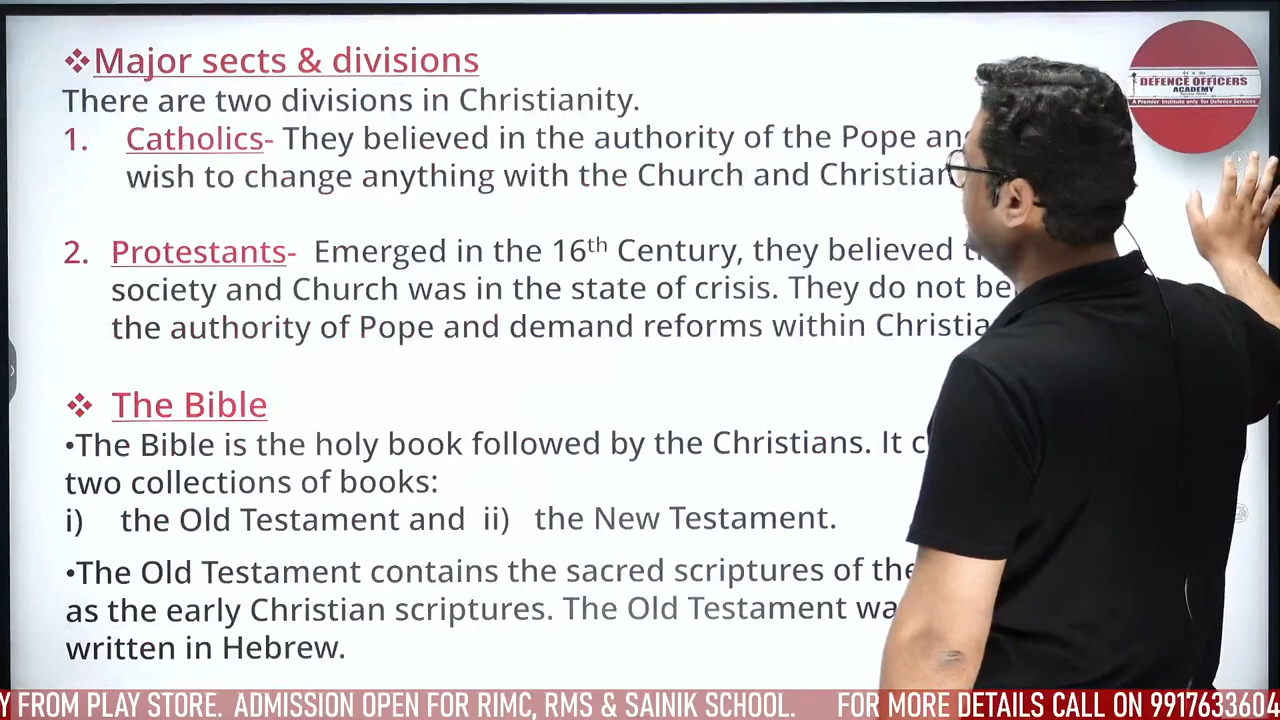 ❖Major sects & divisions
There are two divisions in Christianity.
1. Catholics- They believed in the authority of the Pope
wish to change anything with the Church and
2. Protestants- Emerged in the 16th Century, they believed
society and Church was in the state of crisis. They do not
the authority of Pope and demand reforms within
❖ The Bible
•The Bible is the holy book followed by the Christians. It
two collections of books:
i) the Old Testament and ii) the New Testament.
•The Old Testament contains the sacred scriptures of
as the early Christian scriptures. The Old Testament
written in Hebrew.
DEFENCE OFFICERS
ACADEMY
A Premier Institute only for Defence Services
Y FROM PLAY STORE. ADMISSION OPEN FOR RIMC, RMS & SAINIK SCHOOL. FOR MORE DETAILS CALL ON 9917633604